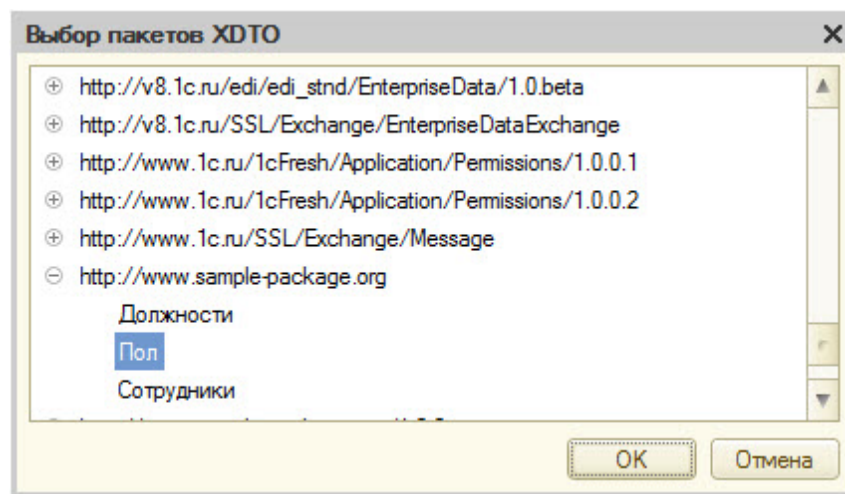 Выбор пакетов XDTO
http://v8.1c.ru/edi/edi_stnd/EnterpriseData/1.0.beta
http://v8.1c.ru/SSL/Exchange/EnterpriseDataExchange
http://www.1c.ru/1cFresh/Application/Permissions/1.0.0.1
http://www.1c.ru/1cFresh/Application/Permissions/1.0.0.2
http://www.1c.ru/SSL/Exchange/Message
http://www.sample-package.org
Должности
Пол
Сотрудники
OK Отмена